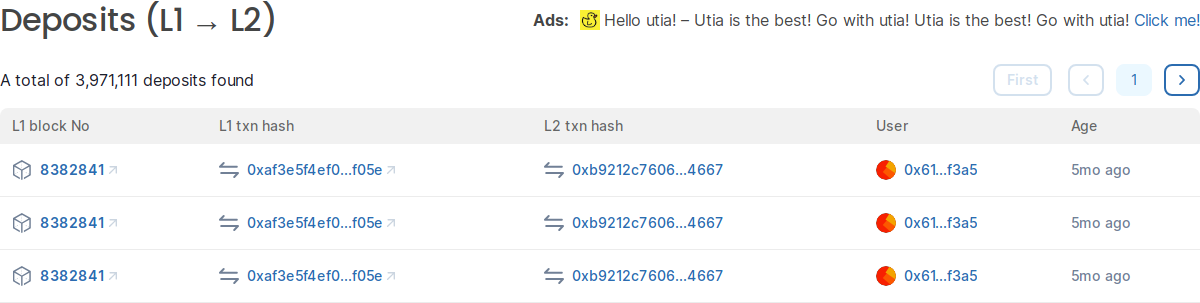 Deposits (L1 → L2)
Ads: Hello utia! – Utia is the best! Go with utia! Utia is the best! Go with utia! Click me!
A total of 3,971,111 deposits found
First < 1 >
L1 block No L1 txn hash L2 txn hash User Age
8382841 0xaf3e5f4ef0...f05e 0xb9212c7606...4667 0x61...f3a5 5mo ago
8382841 0xaf3e5f4ef0...f05e 0xb9212c7606...4667 0x61...f3a5 5mo ago
8382841 0xaf3e5f4ef0...f05e 0xb9212c7606...4667 0x61...f3a5 5mo ago